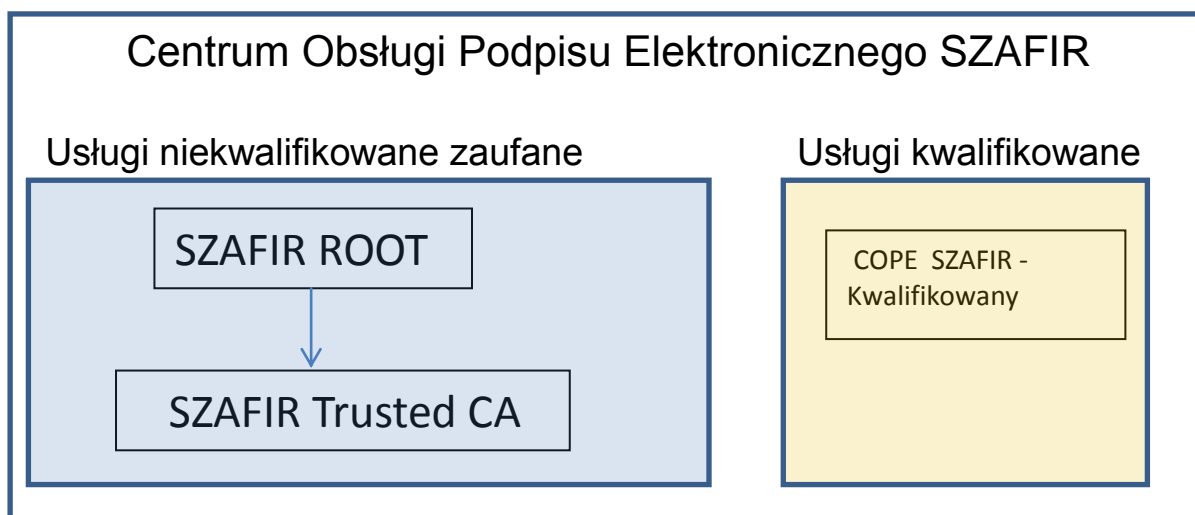 Centrum Obsługi Podpisu Elektronicznego SZAFIR
Usługi niekwalifikowane zaufane
Usługi kwalifikowane
SZAFIR ROOT
COPE SZAFIR -
Kwalifikowany
SZAFIR Trusted CA